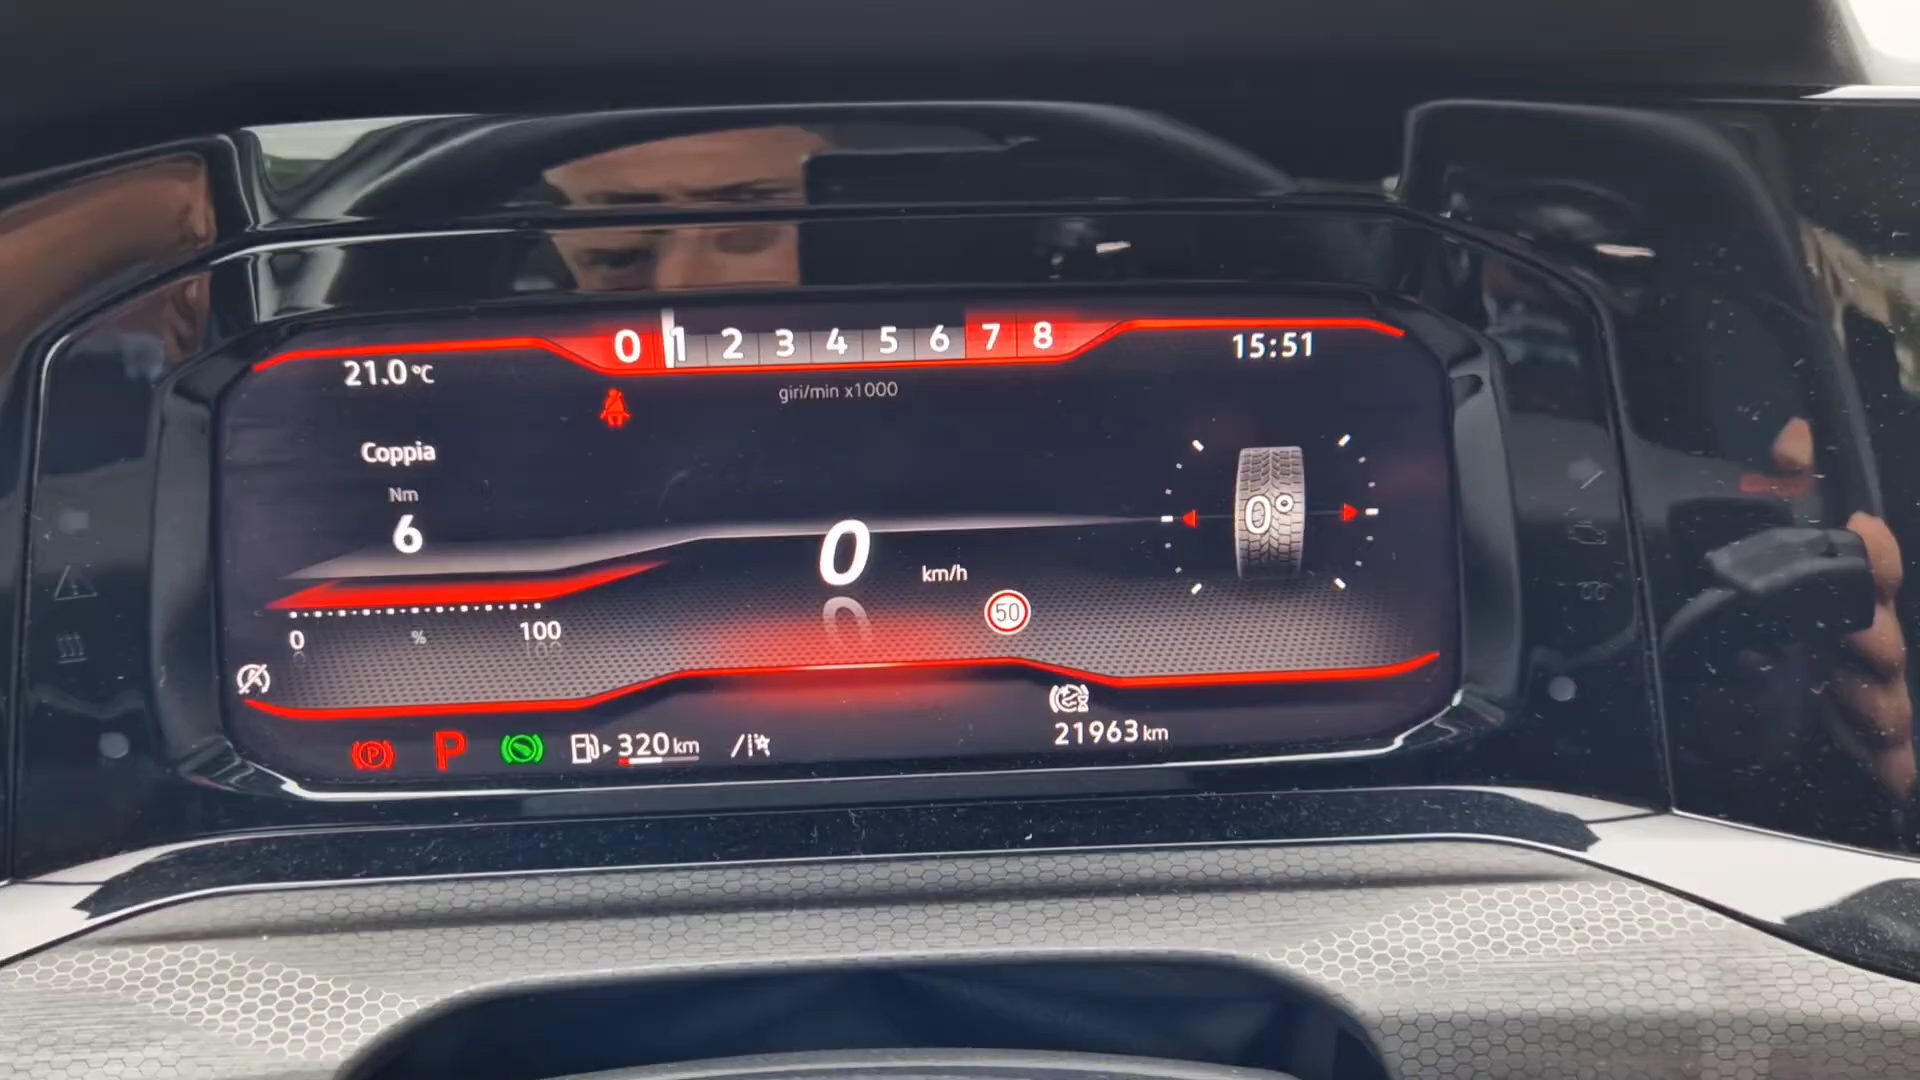 0 1 2 3 4 5 6 7 8
21.0 °C
15:51
giri/min x1000
Coppia
Nm
6
0°
0
km/h
50
0 % 100
P P 320 km
21963 km